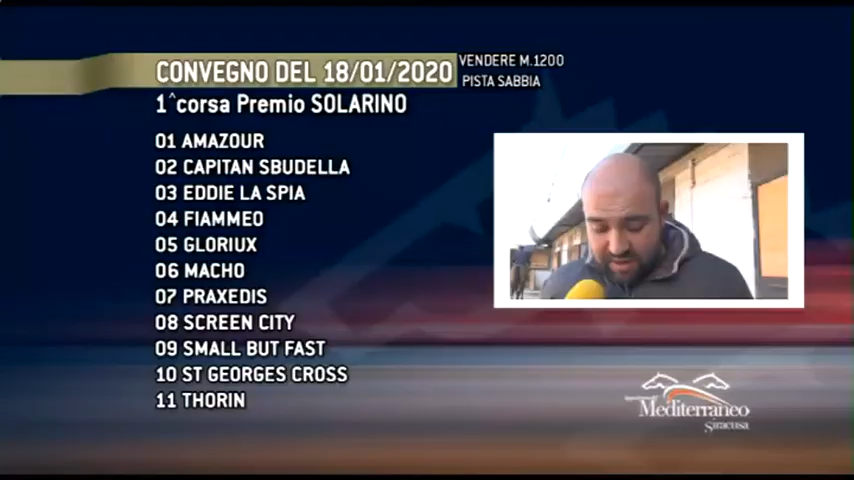 CONVEGNO DEL 18/01/2020
VENDERE M.1200
PISTA SABBIA
1^corsa Premio SOLARINO
01 AMAZOUR
02 CAPITAN SBUDELLA
03 EDDIE LA SPIA
04 FIAMMEO
05 GLORIUX
06 MACHO
07 PRAXEDIS
08 SCREEN CITY
09 SMALL BUT FAST
10 ST GEORGES CROSS
11 THORIN
Mediterraneo
Siracusa